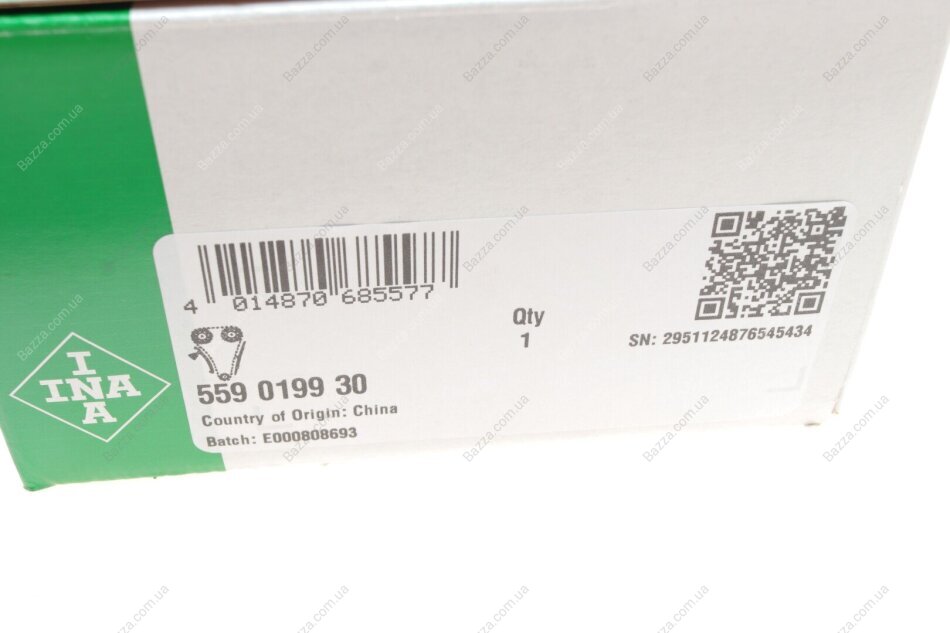 4 014870 685577
Qty
1
SN: 2951124876545434
559 0199 30
Country of Origin: China
Batch: E000808693
I
INA
A
Bazza.com.ua